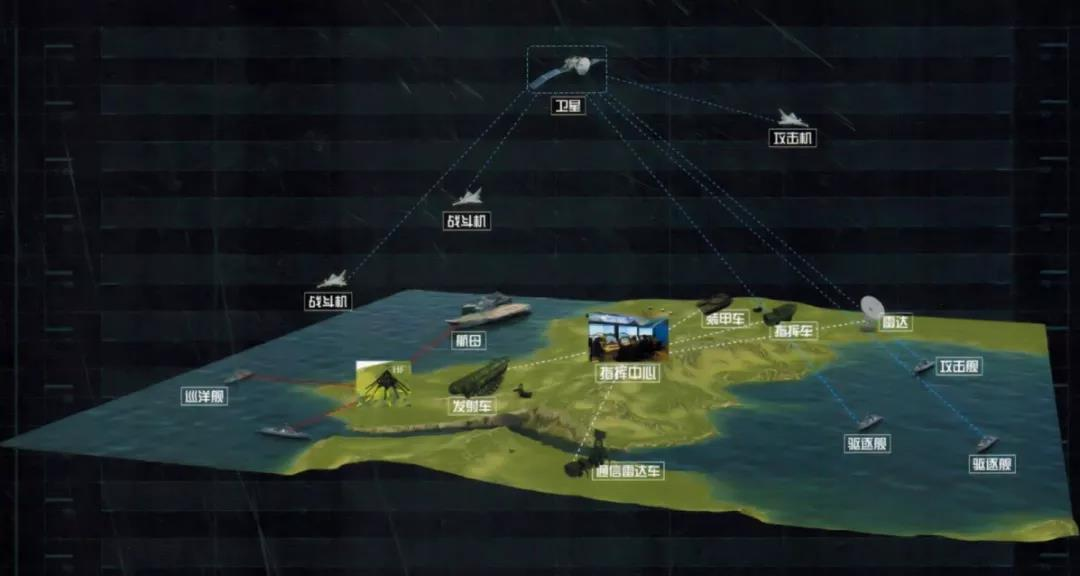 卫星
攻击机
战斗机
战斗机
航母
装甲车
指挥车
雷达
指挥中心
HF
攻击舰
巡洋舰
发射车
驱逐舰
驱逐舰
通信雷达车